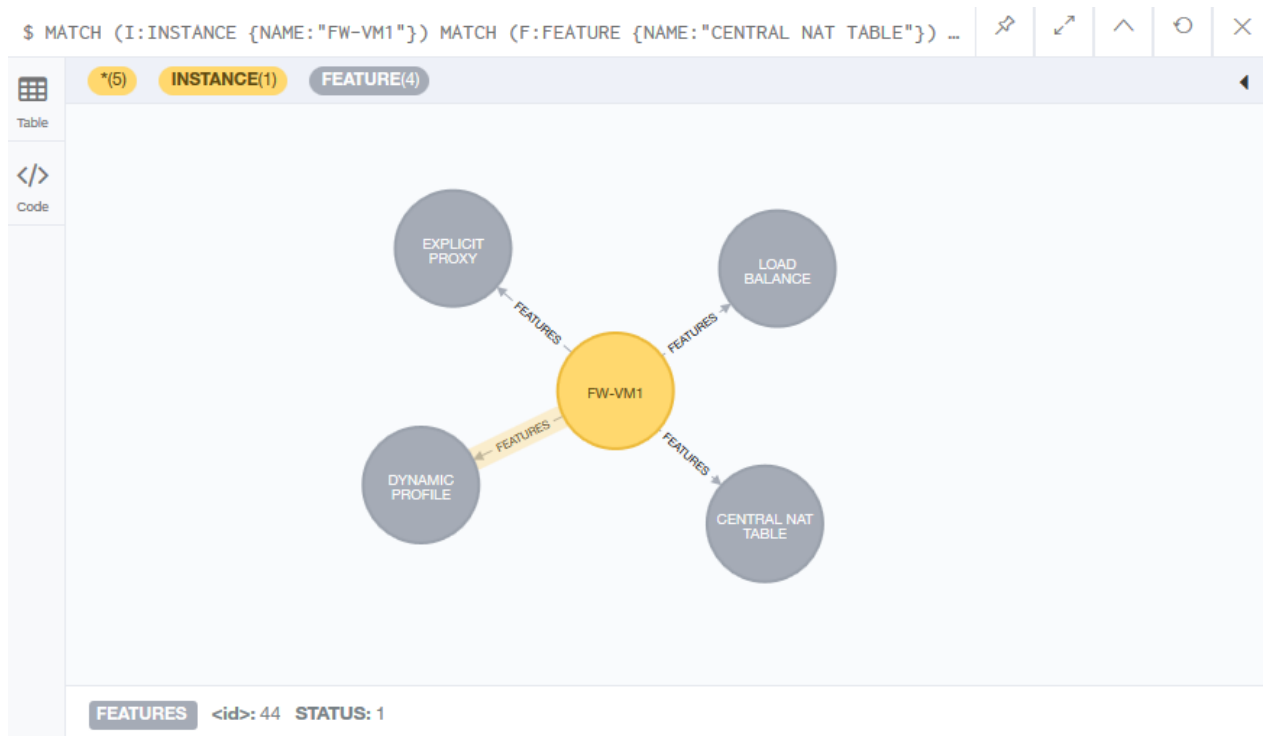 $ MATCH (I:INSTANCE {NAME:"FW-VM1"}) MATCH (F:FEATURE {NAME:"CENTRAL NAT TABLE"}) …
*(5) INSTANCE(1) FEATURE(4)
Table
</>
Code
EXPLICIT
PROXY
LOAD
BALANCE
FEATURES
FEATURES
FW-VM1
FEATURES
FEATURES
DYNAMIC
PROFILE
CENTRAL NAT
TABLE
FEATURES <id>: 44 STATUS: 1